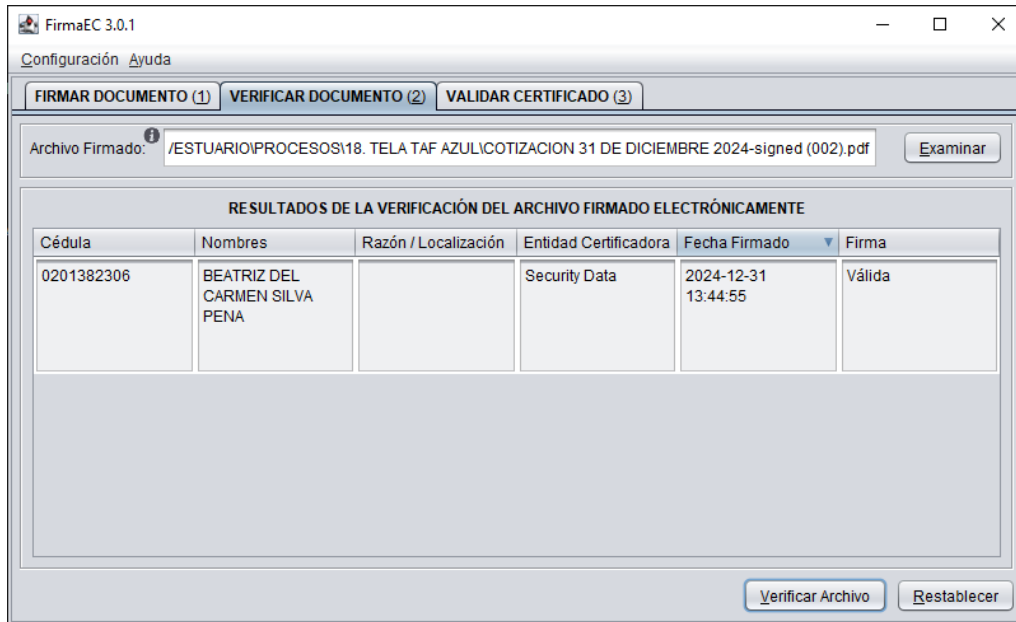 FirmaEC 3.0.1
Configuración Ayuda
FIRMAR DOCUMENTO (1) VERIFICAR DOCUMENTO (2) VALIDAR CERTIFICADO (3)
Archivo Firmado: /ESTUARIO\PROCESOS\18. TELA TAF AZUL\COTIZACION 31 DE DICIEMBRE 2024-signed (002).pdf Examinar
RESULTADOS DE LA VERIFICACIÓN DEL ARCHIVO FIRMADO ELECTRÓNICAMENTE
Cédula Nombres Razón / Localización Entidad Certificadora Fecha Firmado Firma
0201382306 BEATRIZ DEL Security Data 2024-12-31 Válida
CARMEN SILVA 13:44:55
PENA
Verificar Archivo Restablecer